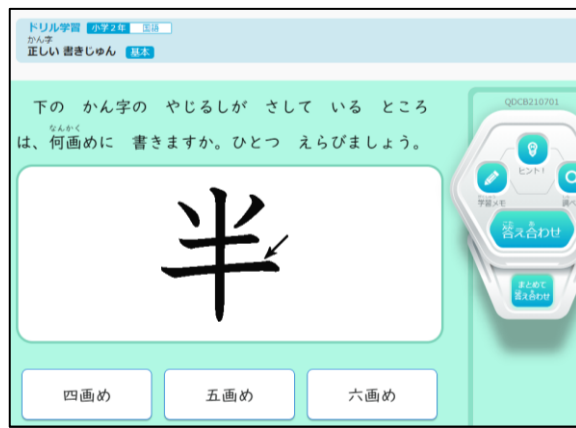 ドリル学習 小学2年 国語
かん字
正しい 書きじゅん 基本
下の かん字の やじるしが さして いる ところ
なんかく
は、何画めに 書きますか。ひとつ えらびましょう。
半
四画め
五画め
六画め
QDCB210701
ヒント!
学習メモ
調べ
答え合わせ
まとめて
答え合わせ